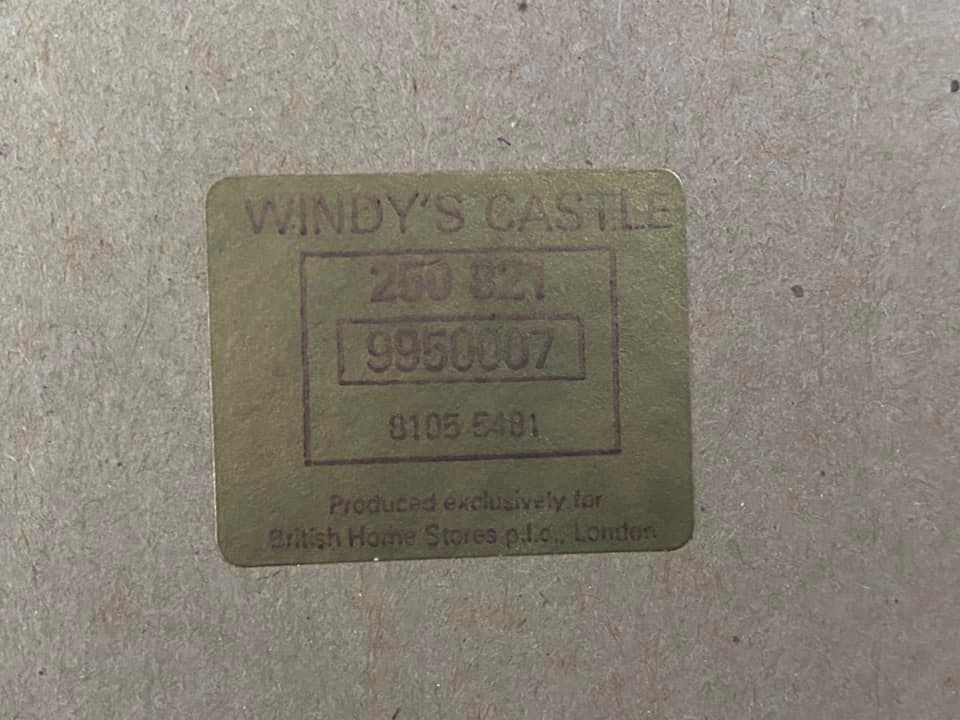 WINDY'S CASTLE
250 821
9950007
8105 5481
Produced exclusively for
British Home Stores p.l.c., London